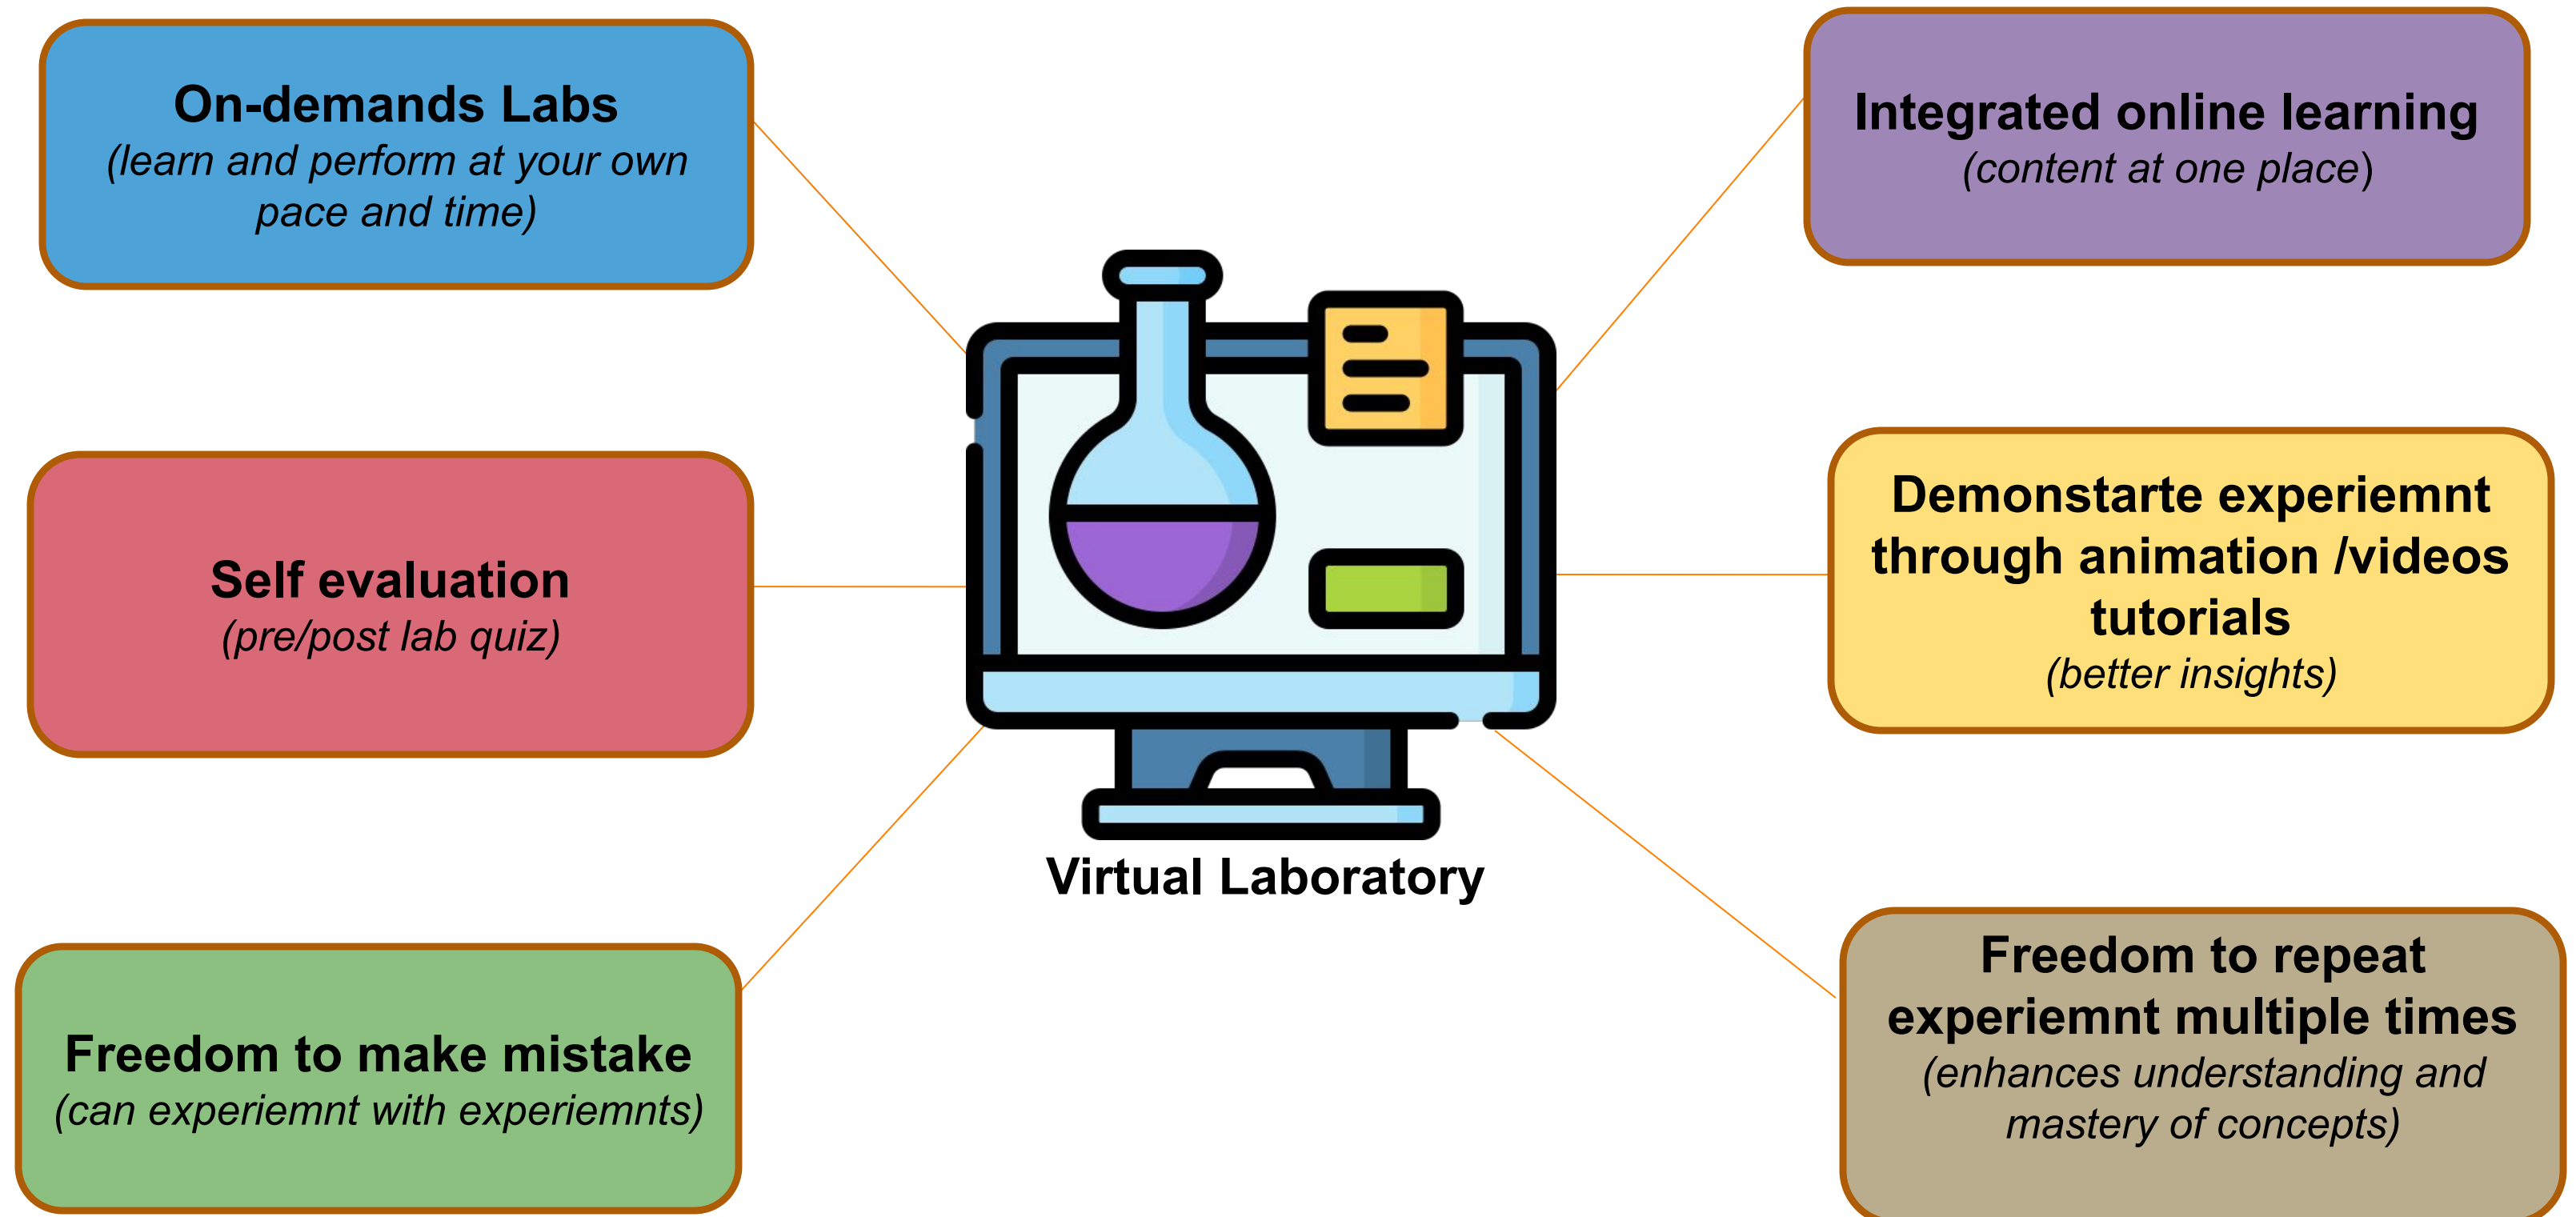 On-demands Labs
(learn and perform at your own
pace and time)
Integrated online learning
(content at one place)
Self evaluation
(pre/post lab quiz)
Demonstarte experiemnt
through animation /videos
tutorials
(better insights)
Virtual Laboratory
Freedom to make mistake
(can experiemnt with experiemnts)
Freedom to repeat
experiemnt multiple times
(enhances understanding and
mastery of concepts)